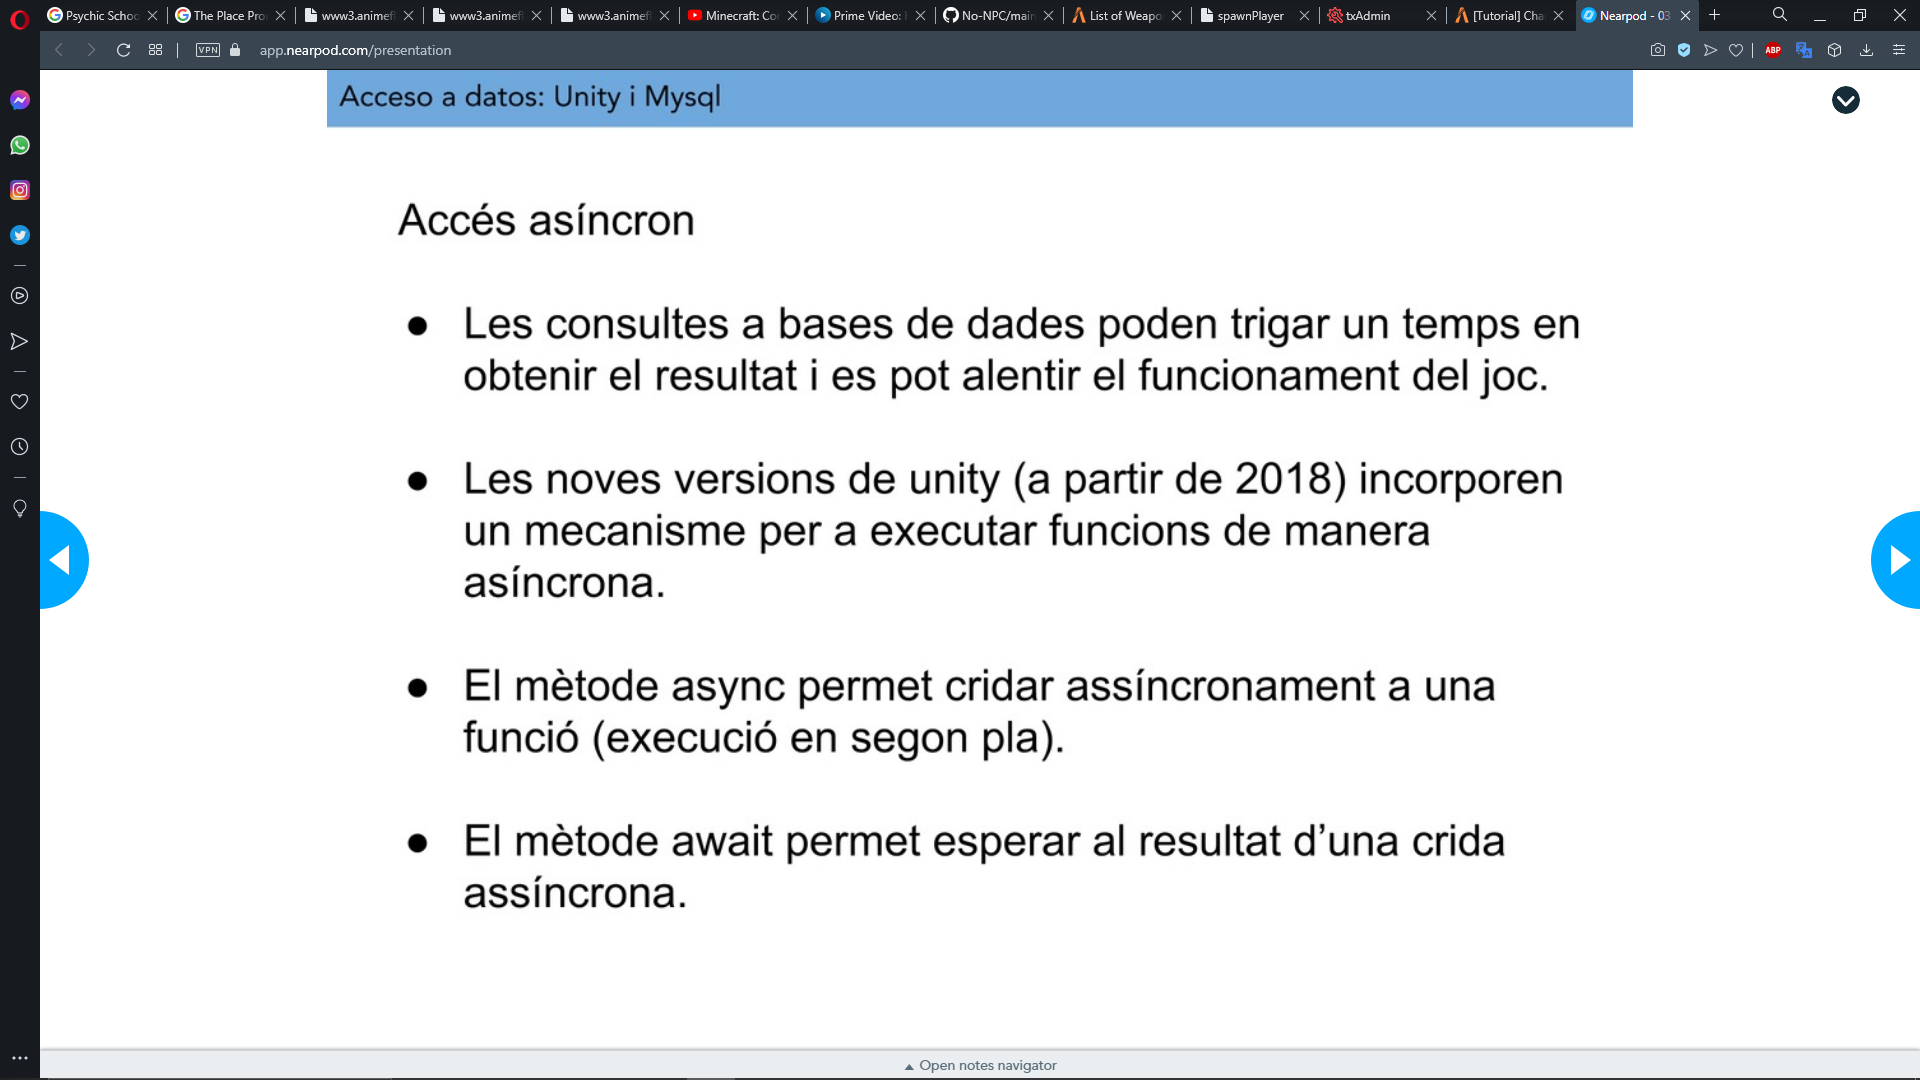 Psychic Schoo
The Place Pro
www3.animefl
www3.animefl
www3.animefl
Minecraft: Co
Prime Video:
No-NPC/main
List of Weapo
spawnPlayer
txAdmin
[Tutorial] Cha
Nearpod - 03
VPN
app.nearpod.com/presentation
ABP
Acceso a datos: Unity i Mysql
Accés asíncron
● Les consultes a bases de dades poden trigar un temps en
obtenir el resultat i es pot alentir el funcionament del joc.
● Les noves versions de unity (a partir de 2018) incorporen
un mecanisme per a executar funcions de manera
asíncrona.
● El mètode async permet cridar assíncronament a una
funció (execució en segon pla).
● El mètode await permet esperar al resultat d’una crida
assíncrona.
Open notes navigator